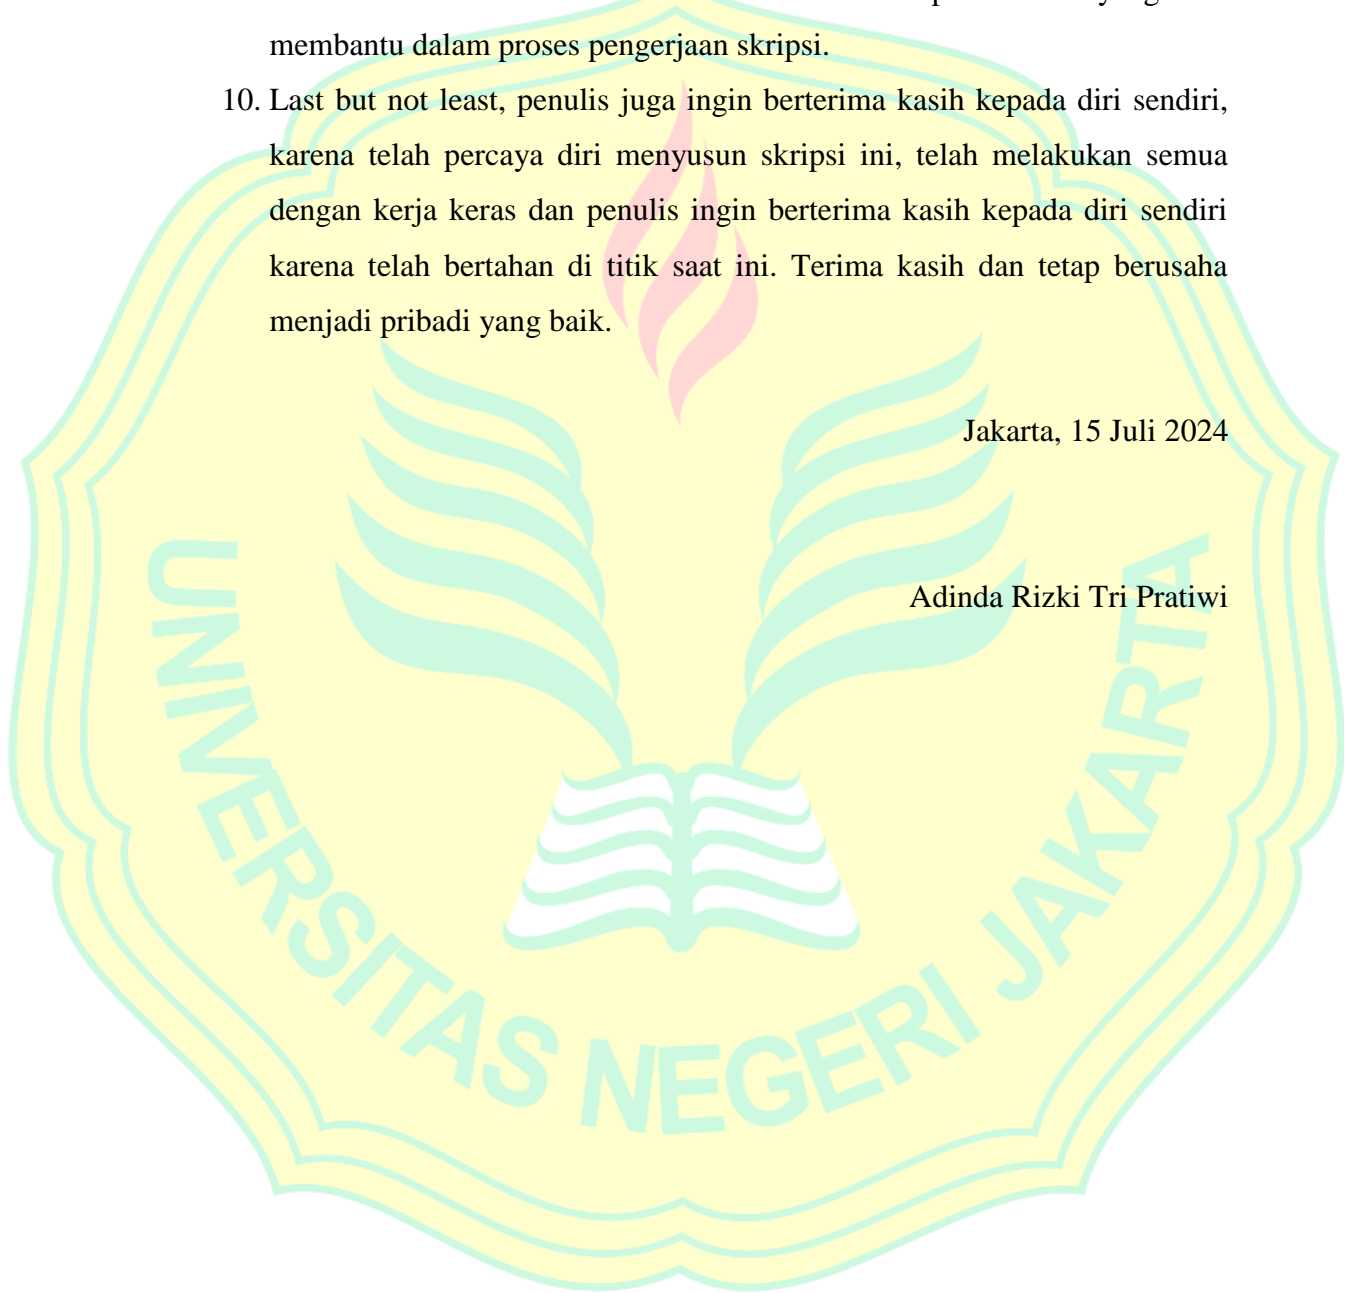 membantu dalam proses pengerjaan skripsi.
10. Last but not least, penulis juga ingin berterima kasih kepada diri sendiri,
karena telah percaya diri menyusun skripsi ini, telah melakukan semua
dengan kerja keras dan penulis ingin berterima kasih kepada diri sendiri
karena telah bertahan di titik saat ini. Terima kasih dan tetap berusaha
menjadi pribadi yang baik.
Jakarta, 15 Juli 2024
Adinda Rizki Tri Pratiwi
UNIVERSITAS NEGERI JAKARTA